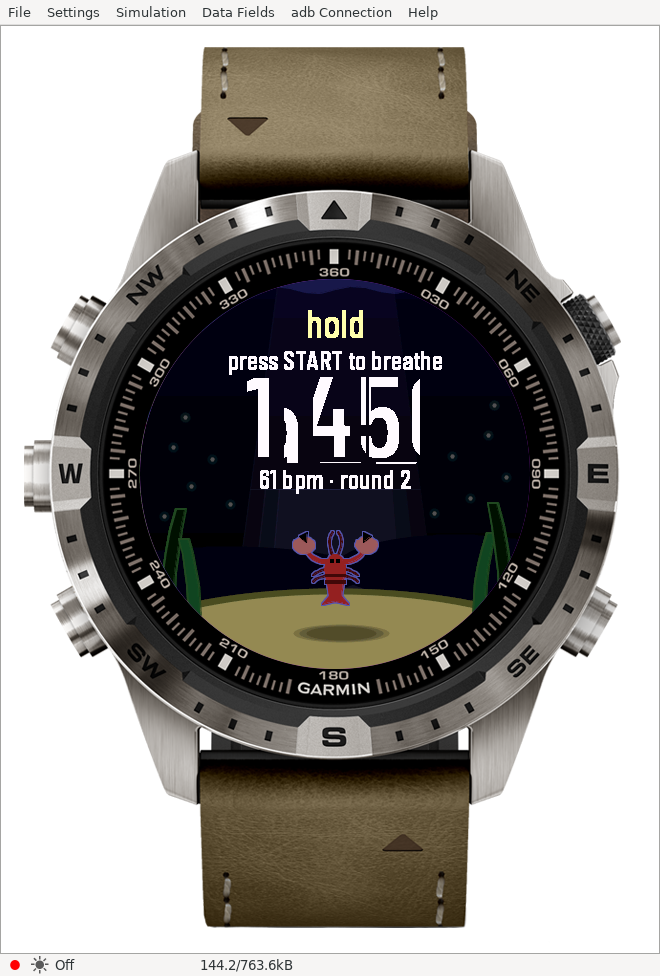 File Settings Simulation Data Fields adb Connection Help
360
330 030
NW NE
300 060
hold
press START to breathe
W 270 090 E
61 bpm · round 2
240 120
210 150
SW SE
180
GARMIN
S
Off 144.2/763.6kB